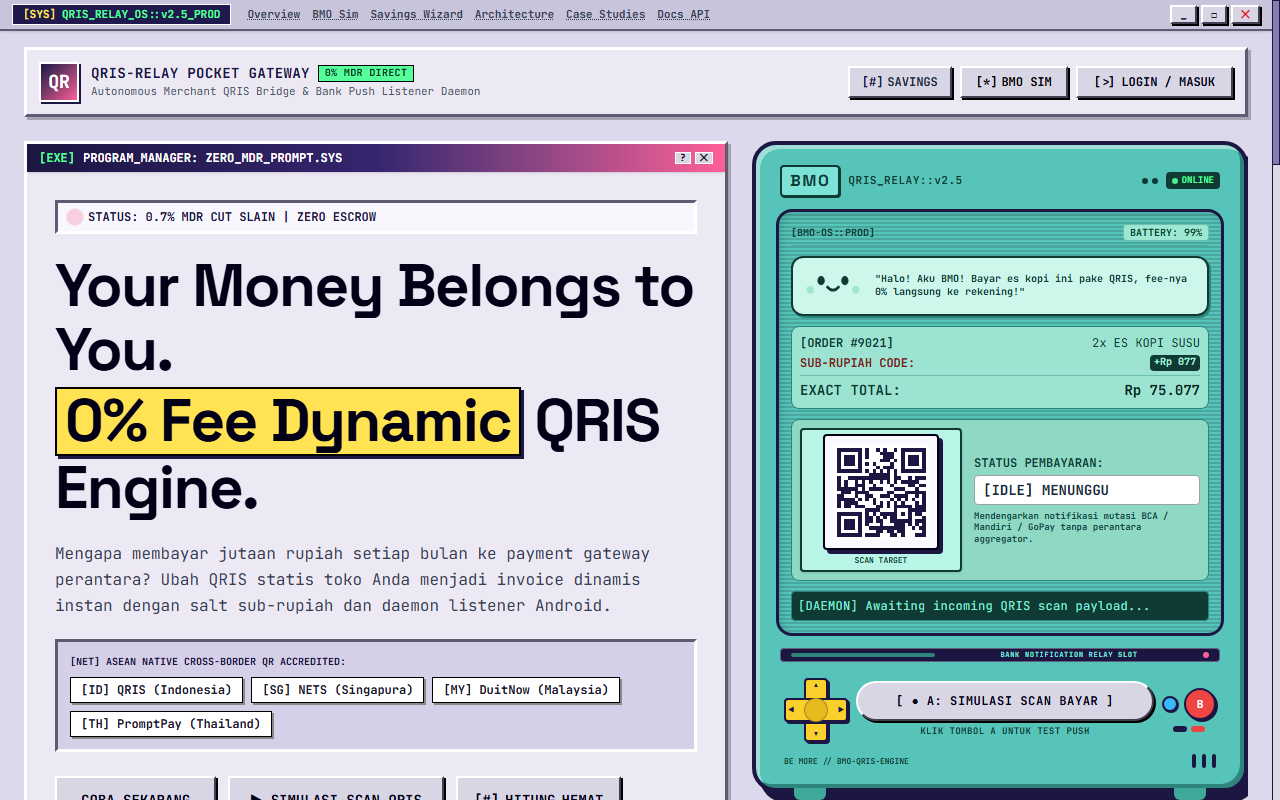 [SYS] QRIS_RELAY_OS::v2.5_PROD Overview BMO Sim Savings Wizard Architecture Case Studies Docs API
QR
QRIS-RELAY POCKET GATEWAY 0% MDR DIRECT
Autonomous Merchant QRIS Bridge & Bank Push Listener Daemon
[#] SAVINGS [*] BMO SIM [>] LOGIN / MASUK
[EXE] PROGRAM_MANAGER: ZERO_MDR_PROMPT.SYS ? ✕
STATUS: 0.7% MDR CUT SLAIN | ZERO ESCROW
Your Money Belongs to
You.
0% Fee Dynamic QRIS
Engine.
Mengapa membayar jutaan rupiah setiap bulan ke payment gateway
perantara? Ubah QRIS statis toko Anda menjadi invoice dinamis
instan dengan salt sub-rupiah dan daemon listener Android.
[NET] ASEAN NATIVE CROSS-BORDER QR ACCREDITED:
[ID] QRIS (Indonesia) [SG] NETS (Singapura) [MY] DuitNow (Malaysia)
[TH] PromptPay (Thailand)
COBA SEKARANG ▶ SIMULASI SCAN QRIS [#] HITUNG HEMAT
BMO QRIS_RELAY::v2.5 ONLINE
[BMO-OS::PROD] BATTERY: 99%
"Halo! Aku BMO! Bayar es kopi ini pake QRIS, fee-nya
0% langsung ke rekening!"
[ORDER #9021] 2x ES KOPI SUSU
SUB-RUPIAH CODE: +Rp 077
EXACT TOTAL: Rp 75.077
SCAN TARGET
STATUS PEMBAYARAN:
[IDLE] MENUNGGU
Mendengarkan notifikasi mutasi BCA /
Mandiri / GoPay tanpa perantara
aggregator.
[DAEMON] Awaiting incoming QRIS scan payload...
BANK NOTIFICATION RELAY SLOT
[ ● A: SIMULASI SCAN BAYAR ]
B
KLIK TOMBOL A UNTUK TEST PUSH
BE MORE // BMO-QRIS-ENGINE